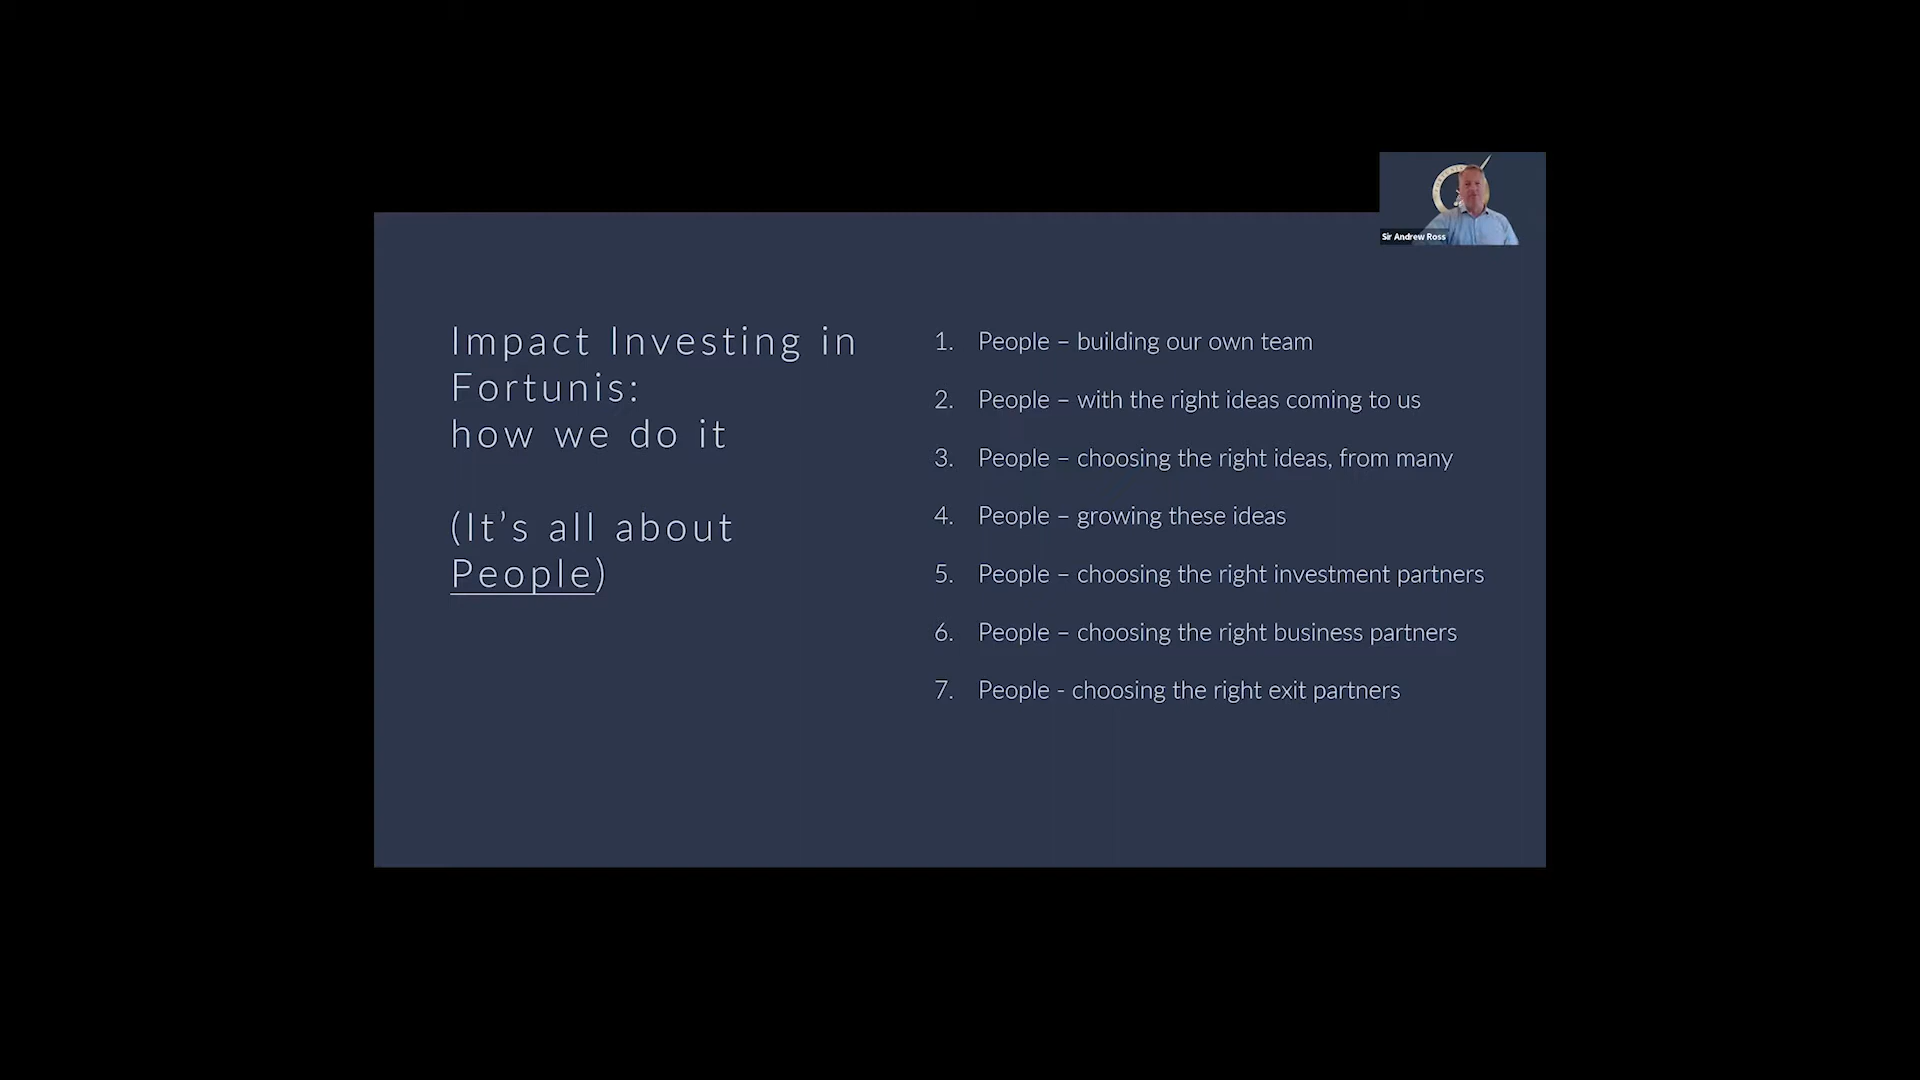 Sir Andrew Ross
Impact Investing in
Fortunis:
how we do it
(It’s all about
People)
1. People – building our own team
2. People – with the right ideas coming to us
3. People – choosing the right ideas, from many
4. People – growing these ideas
5. People – choosing the right investment partners
6. People – choosing the right business partners
7. People - choosing the right exit partners